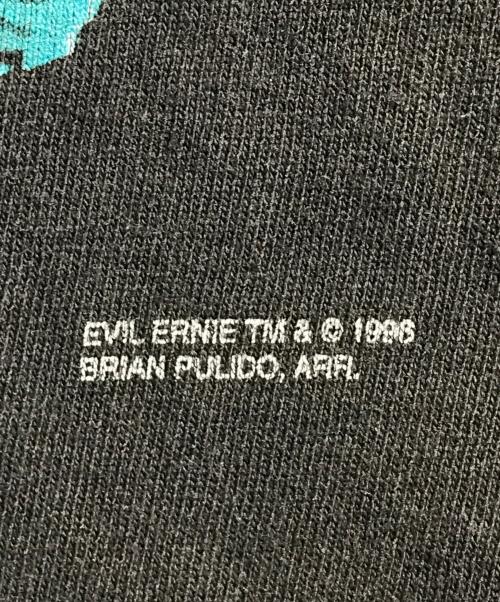 EVIL ERNIE TM & © 1996
BRIAN PULIDO, ARR.